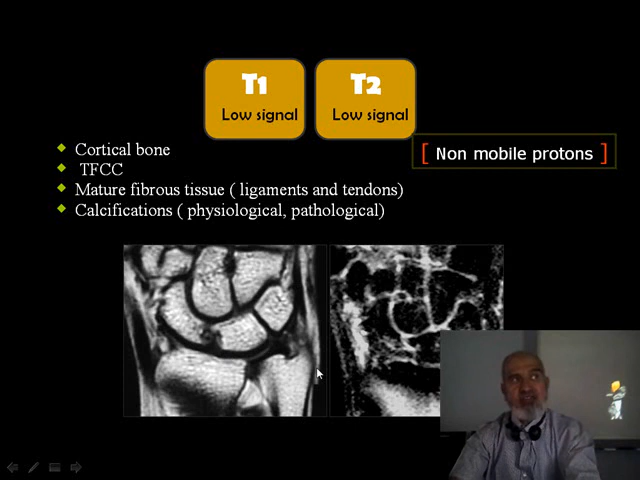 T1
Low signal
T2
Low signal
Cortical bone
TFCC
Mature fibrous tissue ( ligaments and tendons)
Calcifications ( physiological, pathological)
[ Non mobile protons ]